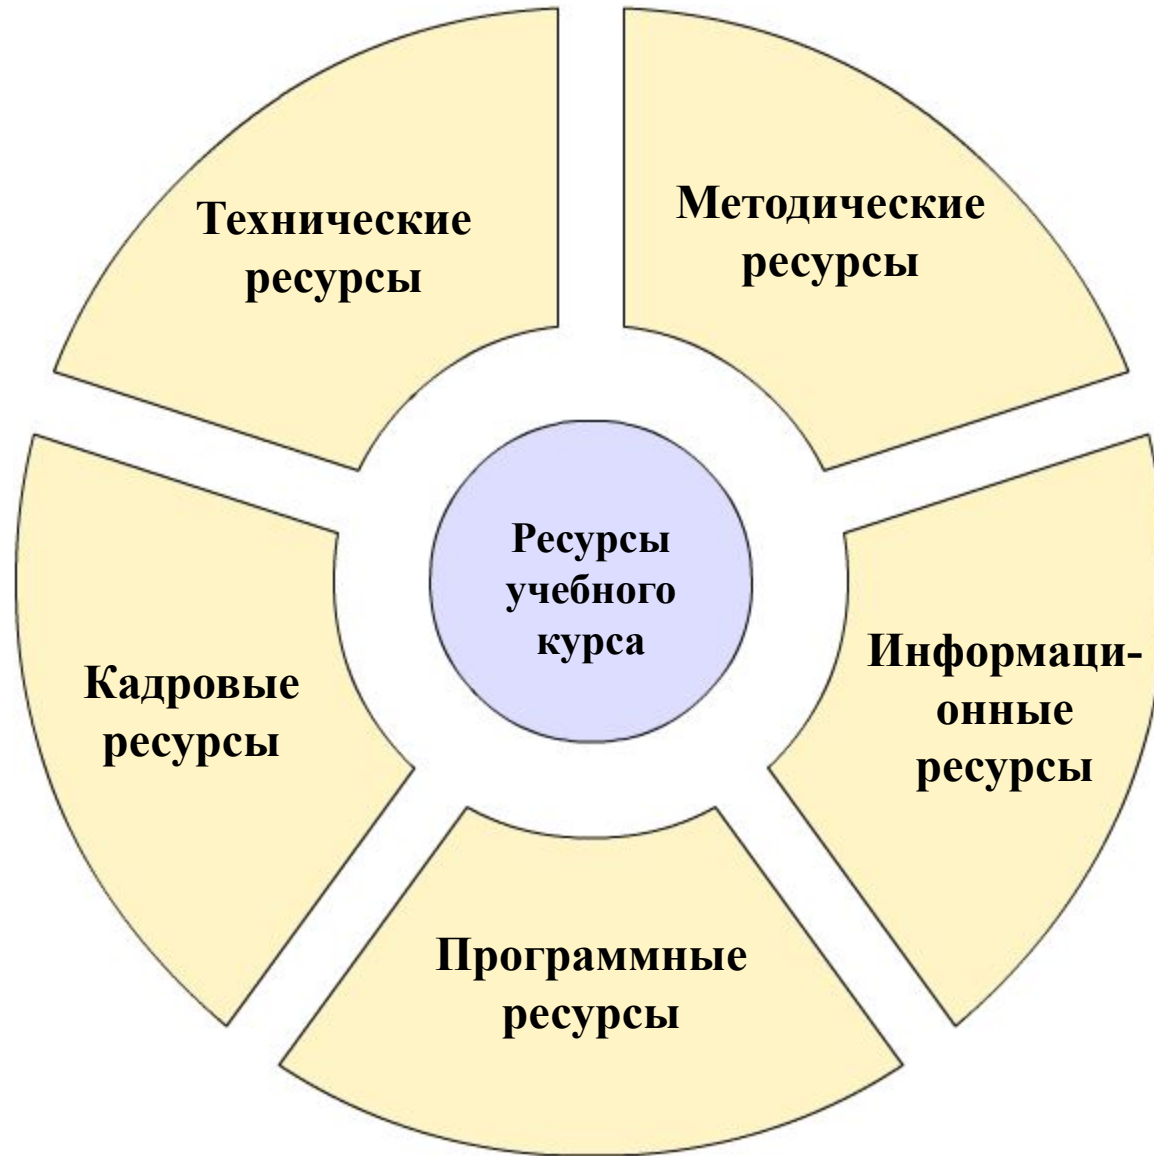 Технические
ресурсы
Методические
ресурсы
Ресурсы
учебного
курса
Кадровые
ресурсы
Информаци-
онные
ресурсы
Программные
ресурсы